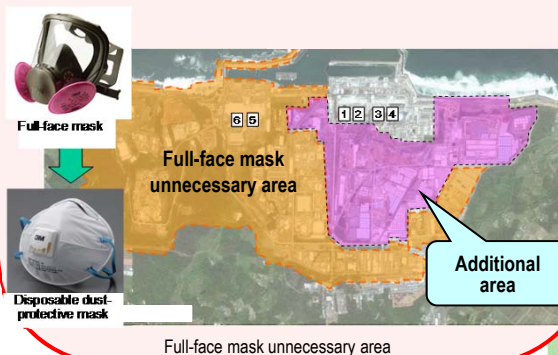 Full-face mask
6 5
1 2 3 4
Full-face mask
unnecessary area
Additional
area
3M
Disposable dust-
protective mask
Full-face mask unnecessary area